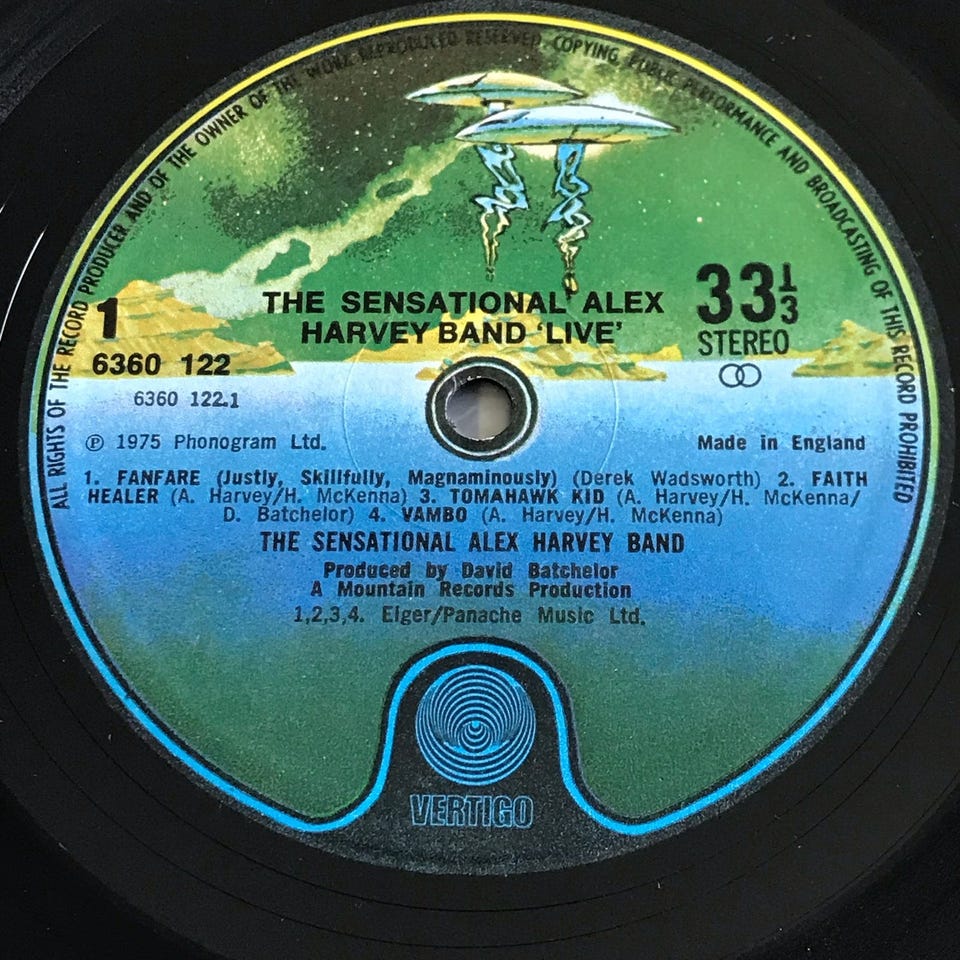 ALL RIGHTS OF THE RECORD PRODUCER AND OF THE OWNER OF THE WORK REPRODUCED RESERVED. COPYING, PUBLIC PERFORMANCE AND BROADCASTING OF THIS RECORD PROHIBITED
THE SENSATIONAL ALEX
HARVEY BAND ‘LIVE’
33⅓
STEREO
1
6360 122
6360 122.1
℗ 1975 Phonogram Ltd.
Made in England
1. FANFARE (Justly, Skillfully, Magnaminously) (Derek Wadsworth) 2. FAITH
HEALER (A. Harvey/H. McKenna) 3. TOMAHAWK KID (A. Harvey/H. McKenna/
D. Batchelor) 4. VAMBO (A. Harvey/H. McKenna)
THE SENSATIONAL ALEX HARVEY BAND
Produced by David Batchelor
A Mountain Records Production
1,2,3,4. Eiger/Panache Music Ltd.
VERTIGO